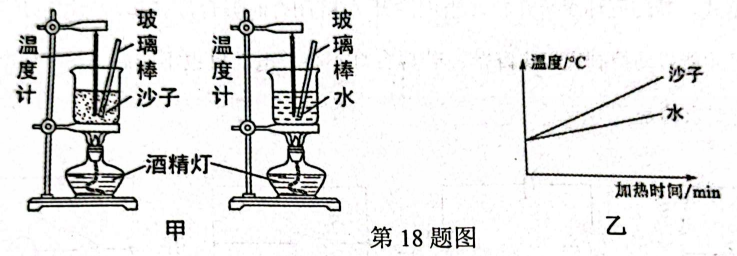 玻璃棒
温度计
沙子
酒精灯
甲
玻璃棒
温度计
水
第18题图
温度/°C
沙子
水
加热时间/min
乙